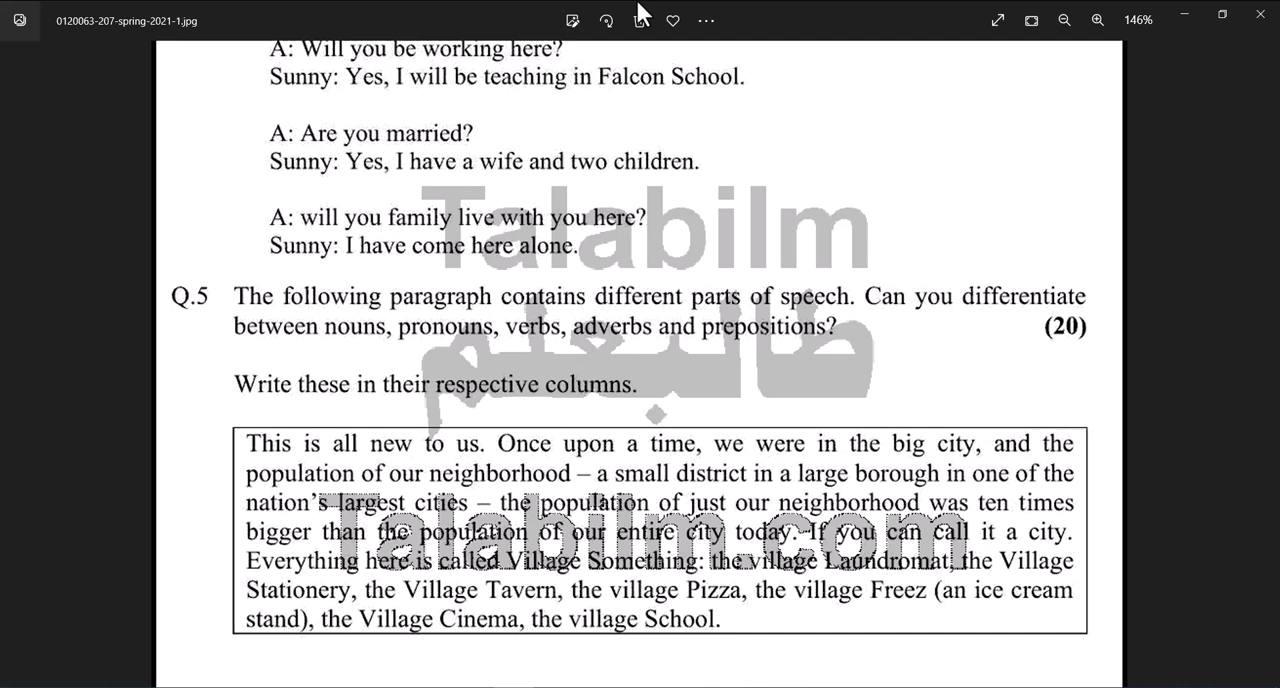 0120063-207-spring-2021-1.jpg
146%
A: Will you be working here?
Sunny: Yes, I will be teaching in Falcon School.
A: Are you married?
Sunny: Yes, I have a wife and two children.
Talabilm
A: will you family live with you here?
Sunny: I have come here alone.
Q.5 The following paragraph contains different parts of speech. Can you differentiate
between nouns, pronouns, verbs, adverbs and prepositions? (20)
طالبعلم
Write these in their respective columns.
This is all new to us. Once upon a time, we were in the big city, and the
population of our neighborhood – a small district in a large borough in one of the
nation's largest cities – the population of just our neighborhood was ten times
Talabilm.com
bigger than the population of our entire city today. If you can call it a city.
Everything here is called Village Something: the village Laundromat, the Village
Stationery, the Village Tavern, the village Pizza, the village Freez (an ice cream
stand), the Village Cinema, the village School.